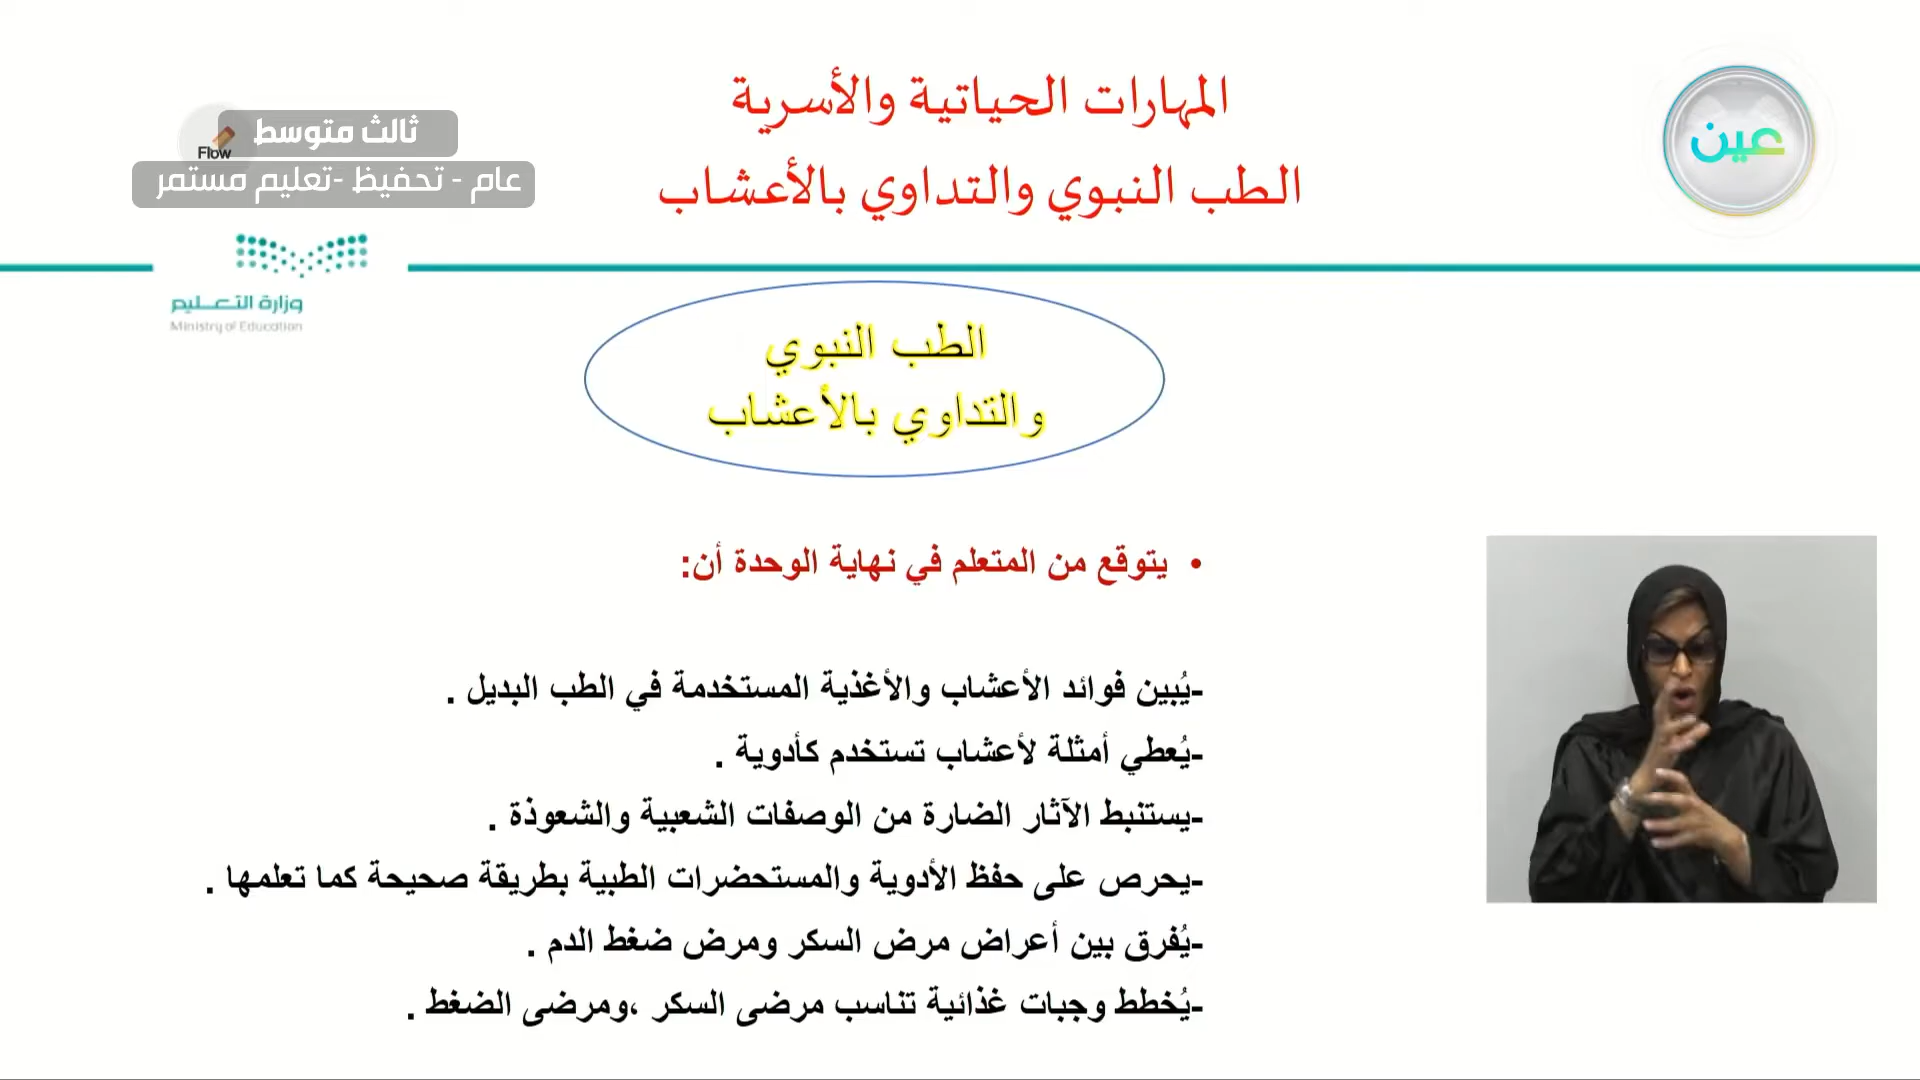 المهارات الحياتية والأسرية
الطب النبوي والتداوي بالأعشاب
عين
ثالث متوسط
Flow
عام - تحفيظ -تعليم مستمر
وزارة التعليم
Ministry of Education
الطب النبوي
والتداوي بالأعشاب
• يتوقع من المتعلم في نهاية الوحدة أن:
-يُبين فوائد الأعشاب والأغذية المستخدمة في الطب البديل .
-يُعطي أمثلة لأعشاب تستخدم كأدوية .
-يستنبط الآثار الضارة من الوصفات الشعبية والشعوذة .
-يحرص على حفظ الأدوية والمستحضرات الطبية بطريقة صحيحة كما تعلمها .
-يُفرق بين أعراض مرض السكر ومرض ضغط الدم .
-يُخطط وجبات غذائية تناسب مرضى السكر ،ومرضى الضغط .